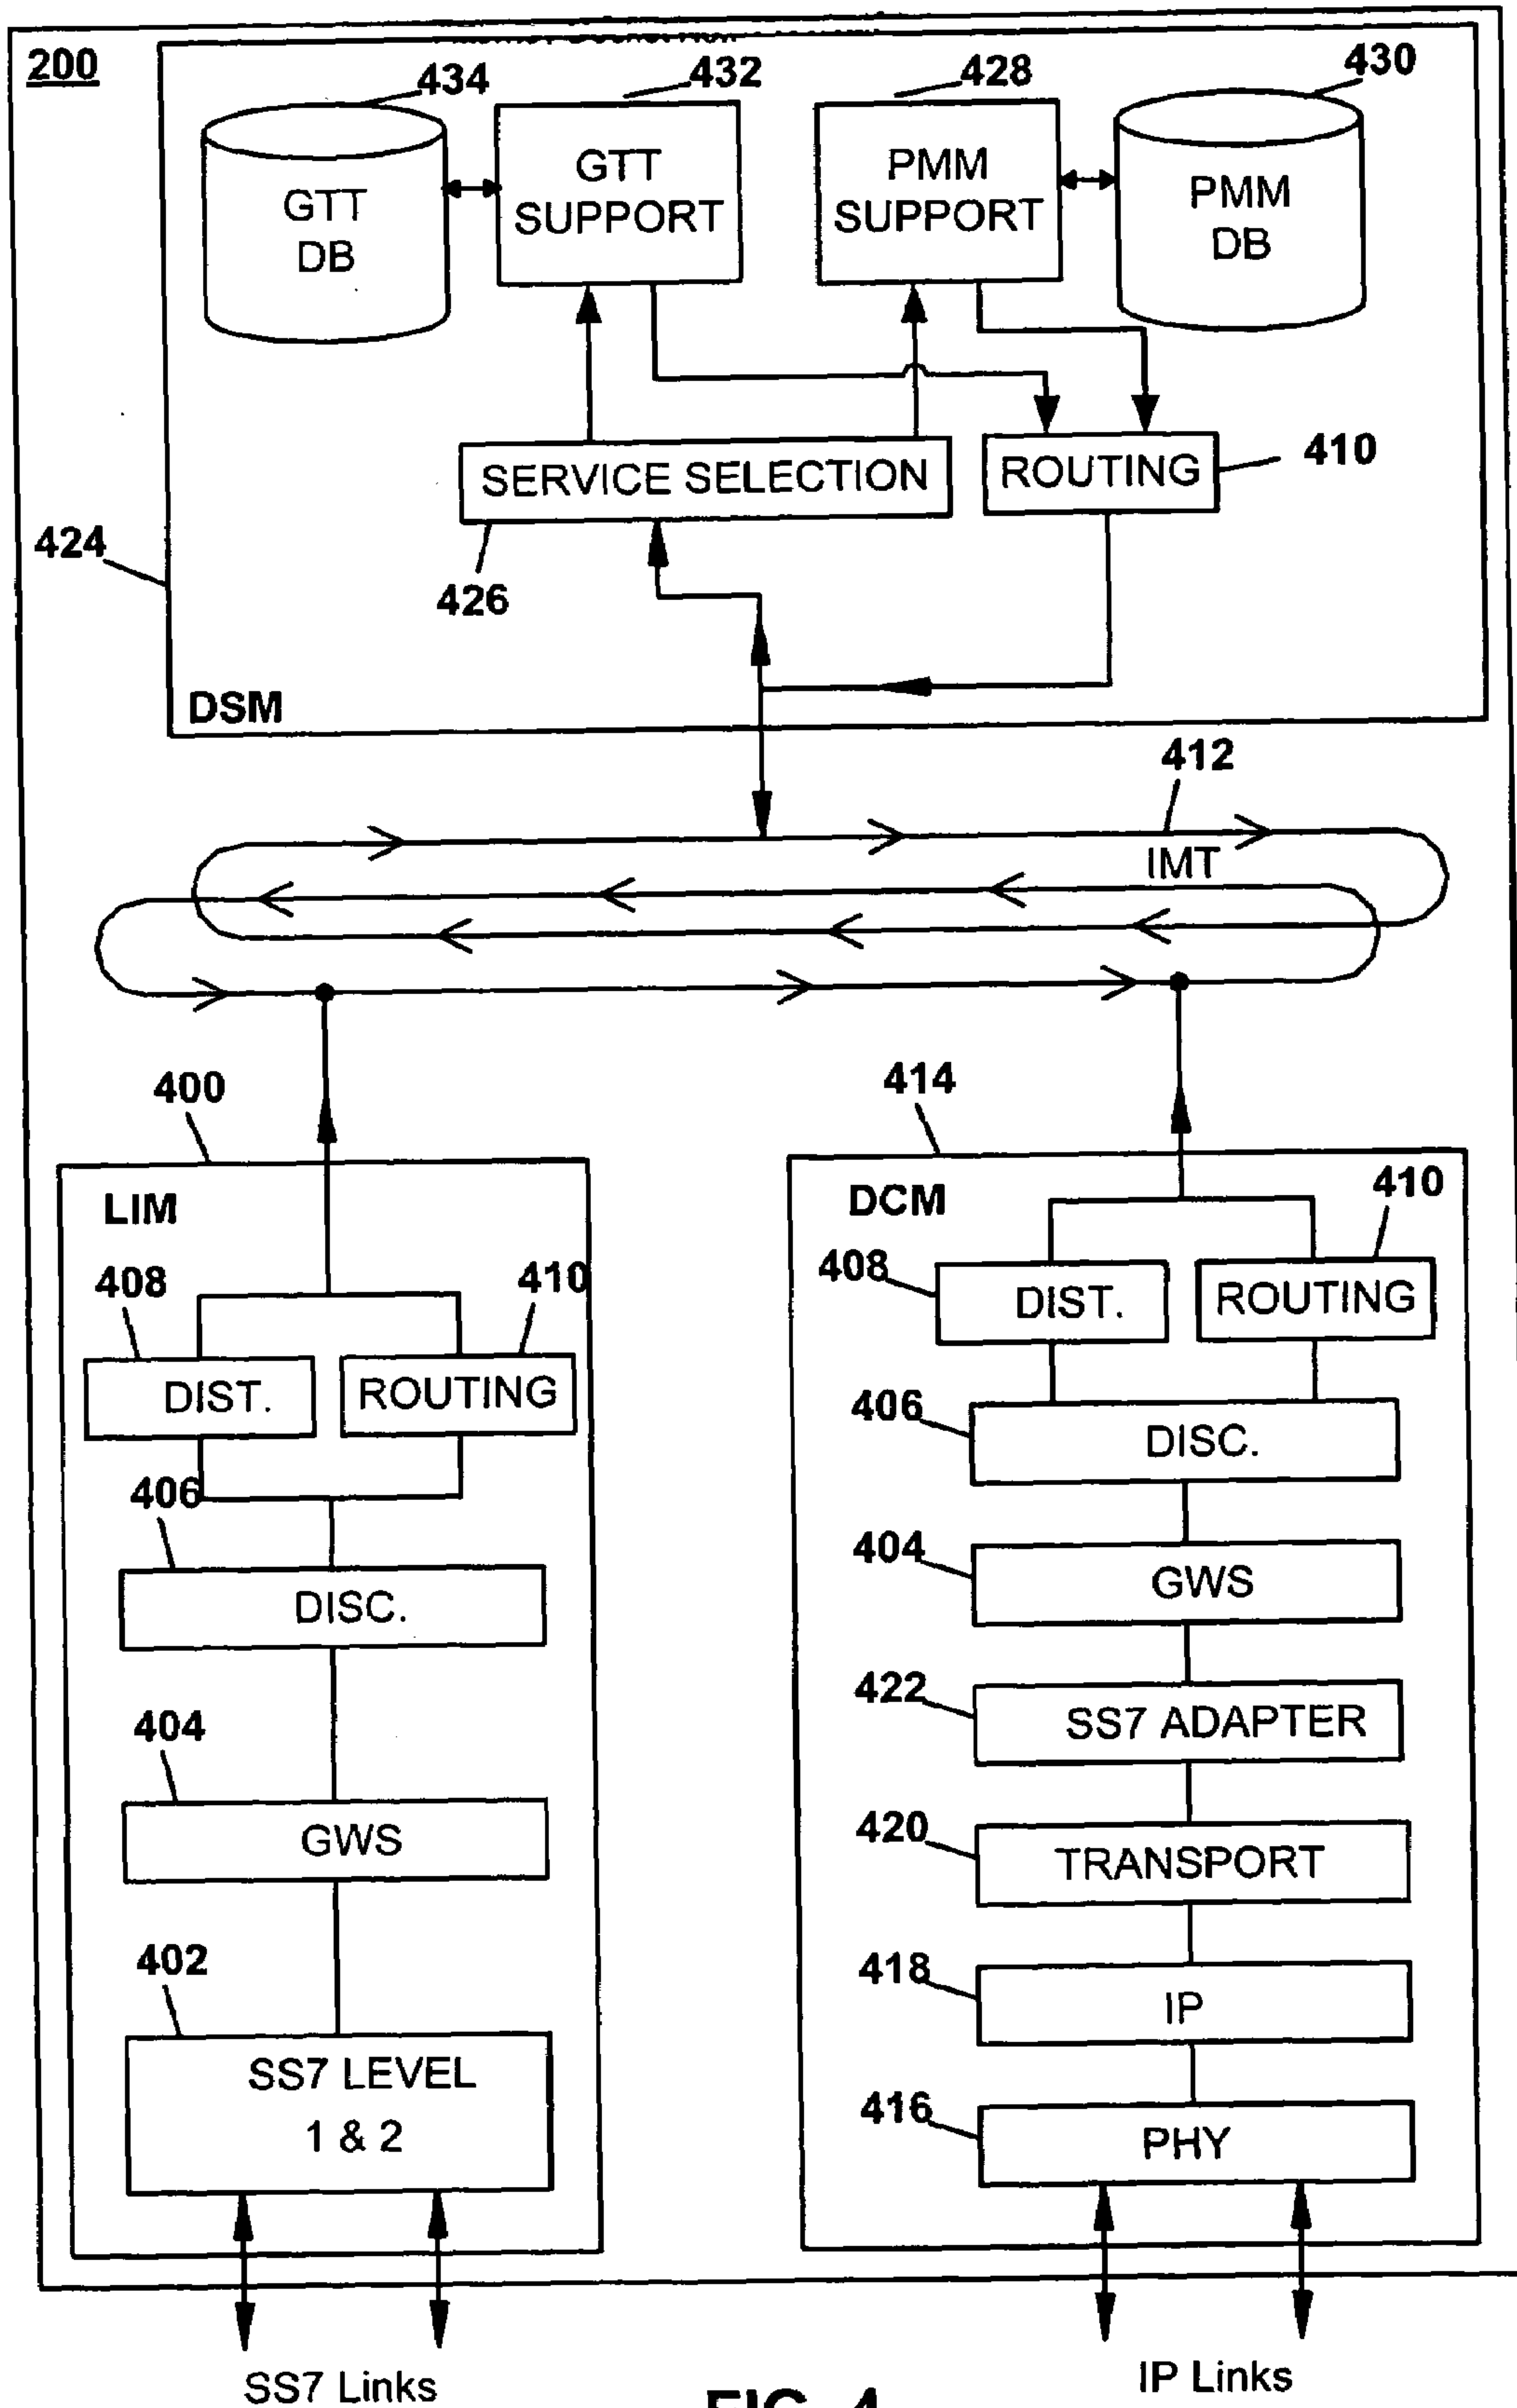 200
434
432
428
430
GTT
DB
GTT
SUPPORT
PMM
SUPPORT
PMM
DB
SERVICE SELECTION
ROUTING
410
424
426
DSM
412
IMT
400
414
LIM
408
410
DIST.
ROUTING
406
DISC.
404
GWS
402
SS7 LEVEL
1 & 2
SS7 Links
DCM
410
408
DIST.
ROUTING
406
DISC.
404
GWS
422
SS7 ADAPTER
420
TRANSPORT
418
IP
416
PHY
IP Links
FIG. 4